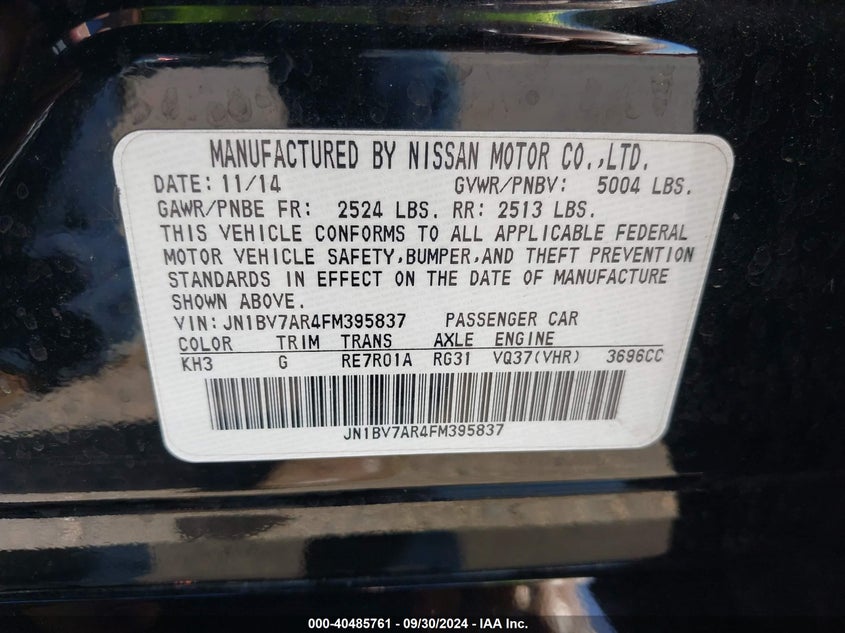 MANUFACTURED BY NISSAN MOTOR CO.,LTD.
DATE: 11/14 GVWR/PNBV: 5004 LBS.
GAWR/PNBE FR: 2524 LBS. RR: 2513 LBS.
THIS VEHICLE CONFORMS TO ALL APPLICABLE FEDERAL
MOTOR VEHICLE SAFETY,BUMPER,AND THEFT PREVENTION
STANDARDS IN EFFECT ON THE DATE OF MANUFACTURE
SHOWN ABOVE.
VIN: JN1BV7AR4FM395837 PASSENGER CAR
COLOR TRIM TRANS AXLE ENGINE
KH3 G RE7R01A RG31 VQ37(VHR) 3696CC
JN1BV7AR4FM395837
000-40485761 - 09/30/2024 - IAA Inc.